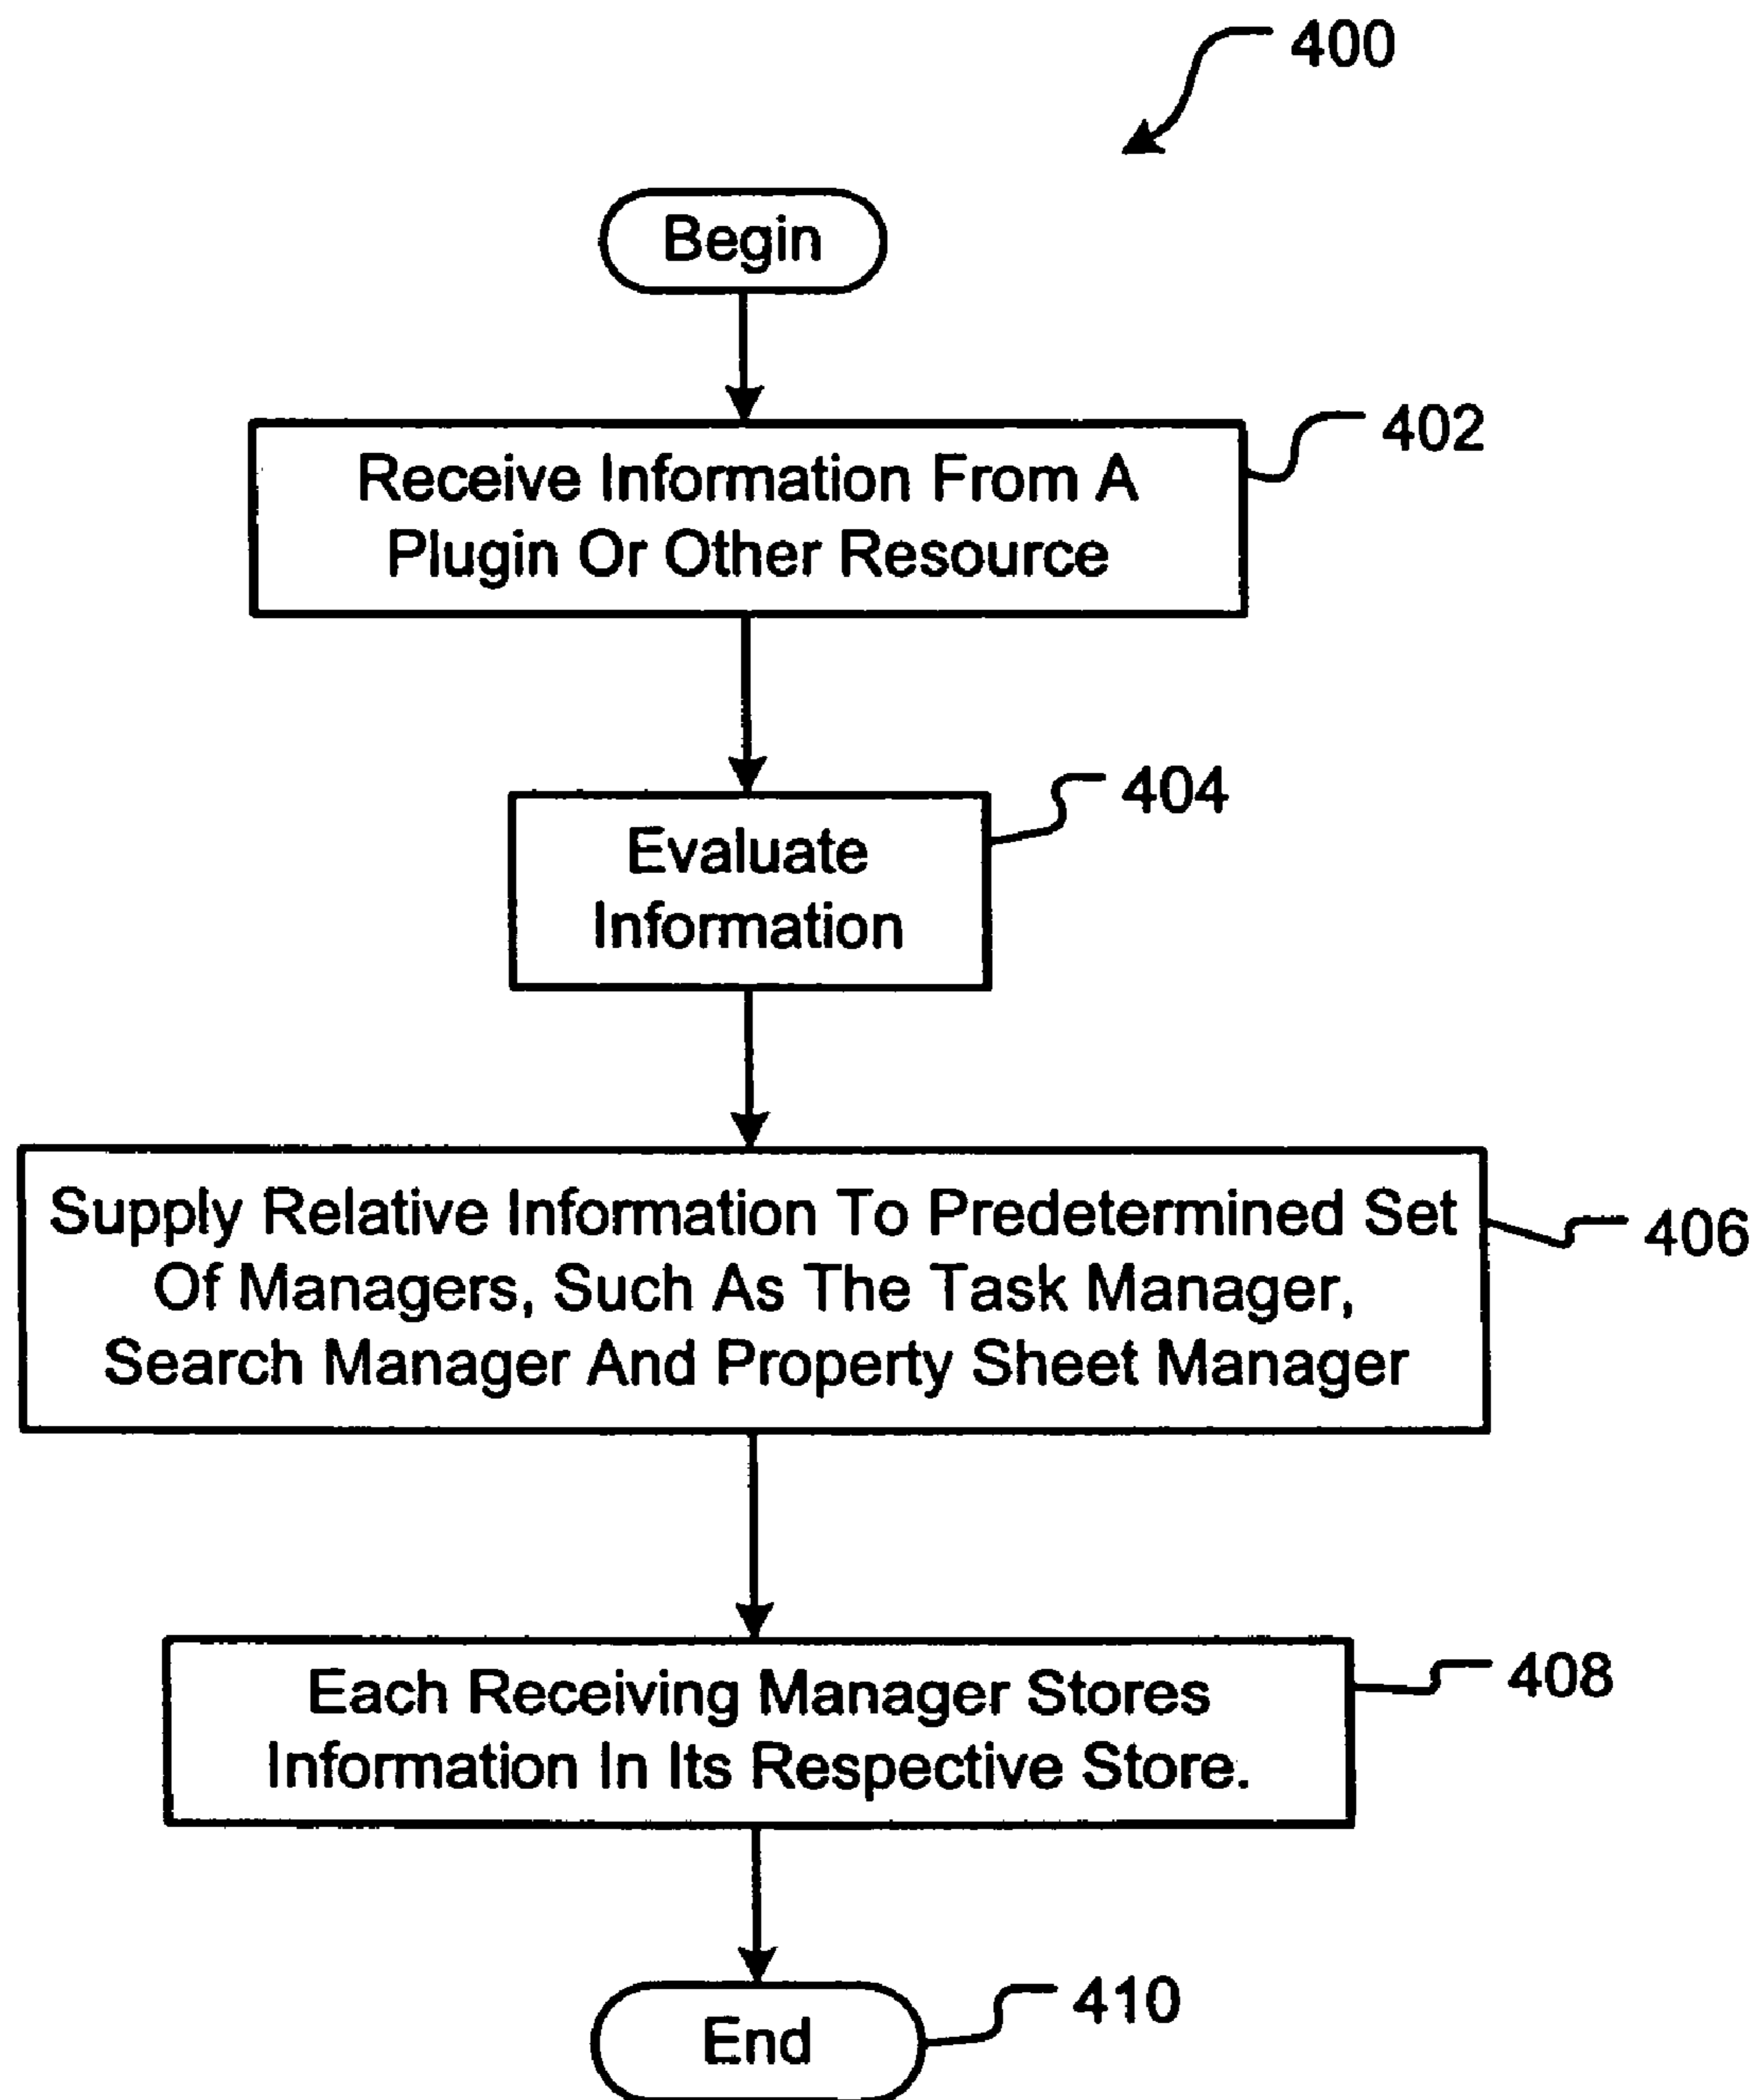 400
Begin
402
Receive Information From A
Plugin Or Other Resource
404
Evaluate
Information
Supply Relative Information To Predetermined Set
406
Of Managers, Such As The Task Manager,
Search Manager And Property Sheet Manager
408
Each Receiving Manager Stores
Information In Its Respective Store.
410
End